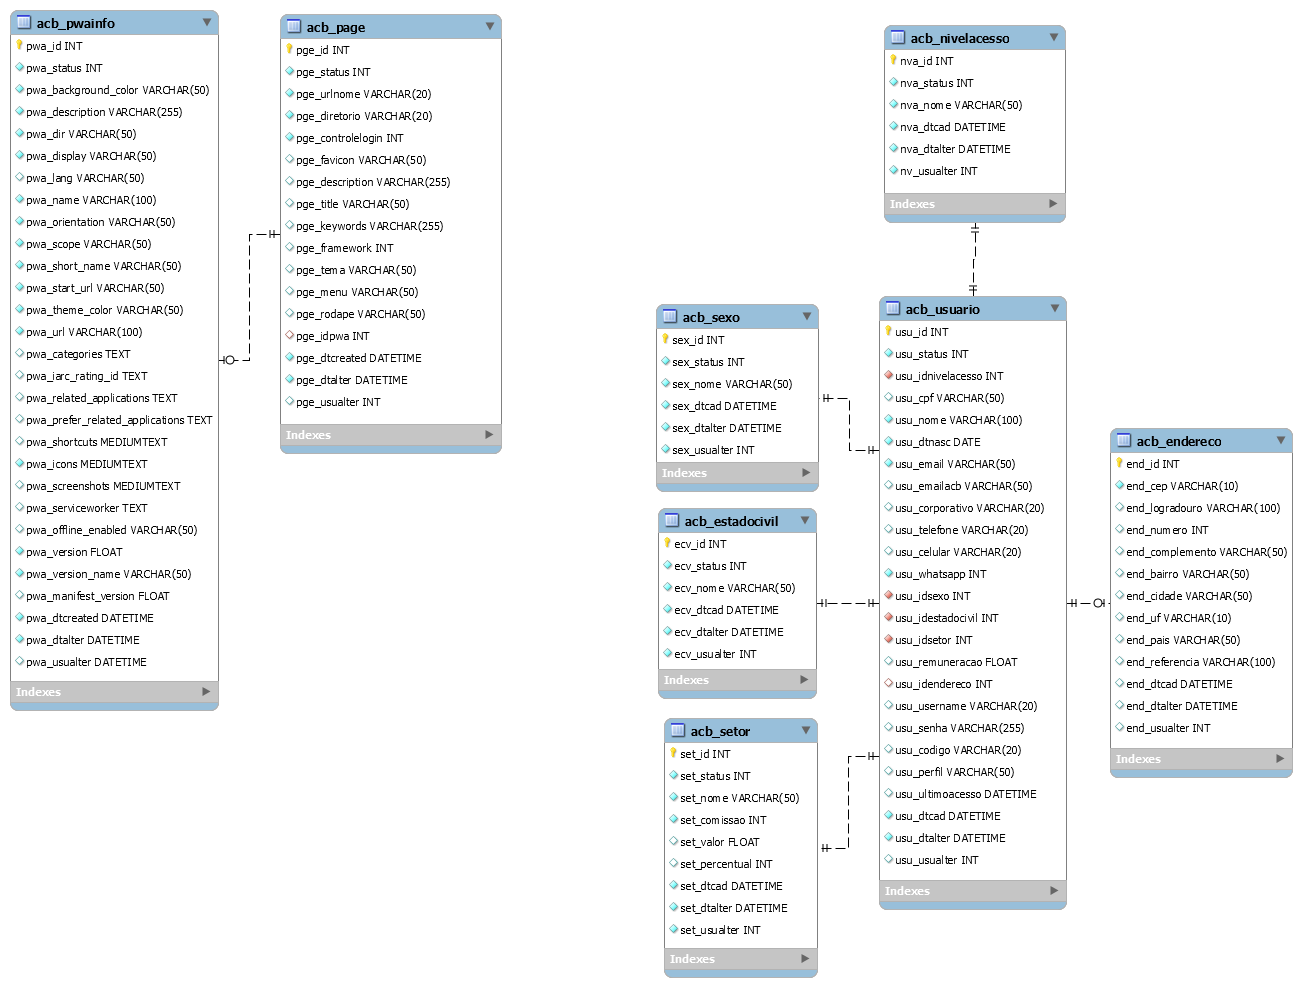 acb_pwainfo
pwa_id INT
pwa_status INT
pwa_background_color VARCHAR(50)
pwa_description VARCHAR(255)
pwa_dir VARCHAR(50)
pwa_display VARCHAR(50)
pwa_lang VARCHAR(50)
pwa_name VARCHAR(100)
pwa_orientation VARCHAR(50)
pwa_scope VARCHAR(50)
pwa_short_name VARCHAR(50)
pwa_start_url VARCHAR(50)
pwa_theme_color VARCHAR(50)
pwa_url VARCHAR(100)
pwa_categories TEXT
pwa_iarc_rating_id TEXT
pwa_related_applications TEXT
pwa_prefer_related_applications TEXT
pwa_shortcuts MEDIUMTEXT
pwa_icons MEDIUMTEXT
pwa_screenshots MEDIUMTEXT
pwa_serviceworker TEXT
pwa_offline_enabled VARCHAR(50)
pwa_version FLOAT
pwa_version_name VARCHAR(50)
pwa_manifest_version FLOAT
pwa_dtcreated DATETIME
pwa_dtalter DATETIME
pwa_usualter DATETIME
Indexes
acb_page
pge_id INT
pge_status INT
pge_urlnome VARCHAR(20)
pge_diretorio VARCHAR(20)
pge_controlelogin INT
pge_favicon VARCHAR(50)
pge_description VARCHAR(255)
pge_title VARCHAR(50)
pge_keywords VARCHAR(255)
pge_framework INT
pge_tema VARCHAR(50)
pge_menu VARCHAR(50)
pge_rodape VARCHAR(50)
pge_idpwa INT
pge_dtcreated DATETIME
pge_dtalter DATETIME
pge_usualter INT
Indexes
acb_nivelacesso
nva_id INT
nva_status INT
nva_nome VARCHAR(50)
nva_dtcad DATETIME
nva_dtalter DATETIME
nv_usualter INT
Indexes
acb_sexo
sex_id INT
sex_status INT
sex_nome VARCHAR(50)
sex_dtcad DATETIME
sex_dtalter DATETIME
sex_usualter INT
Indexes
acb_estadocivil
ecv_id INT
ecv_status INT
ecv_nome VARCHAR(50)
ecv_dtcad DATETIME
ecv_dtalter DATETIME
ecv_usualter INT
Indexes
acb_setor
set_id INT
set_status INT
set_nome VARCHAR(50)
set_comissao INT
set_valor FLOAT
set_percentual INT
set_dtcad DATETIME
set_dtalter DATETIME
set_usualter INT
Indexes
acb_usuario
usu_id INT
usu_status INT
usu_idnivelacesso INT
usu_cpf VARCHAR(50)
usu_nome VARCHAR(100)
usu_dtnasc DATE
usu_email VARCHAR(50)
usu_emailacb VARCHAR(50)
usu_corporativo VARCHAR(20)
usu_telefone VARCHAR(20)
usu_celular VARCHAR(20)
usu_whatsapp INT
usu_idsexo INT
usu_idestadocivil INT
usu_idsetor INT
usu_remuneracao FLOAT
usu_idendereco INT
usu_username VARCHAR(20)
usu_senha VARCHAR(255)
usu_codigo VARCHAR(20)
usu_perfil VARCHAR(50)
usu_ultimoacesso DATETIME
usu_dtcad DATETIME
usu_dtalter DATETIME
usu_usualter INT
Indexes
acb_endereco
end_id INT
end_cep VARCHAR(10)
end_logradouro VARCHAR(100)
end_numero INT
end_complemento VARCHAR(50)
end_bairro VARCHAR(50)
end_cidade VARCHAR(50)
end_uf VARCHAR(10)
end_pais VARCHAR(50)
end_referencia VARCHAR(100)
end_dtcad DATETIME
end_dtalter DATETIME
end_usualter INT
Indexes